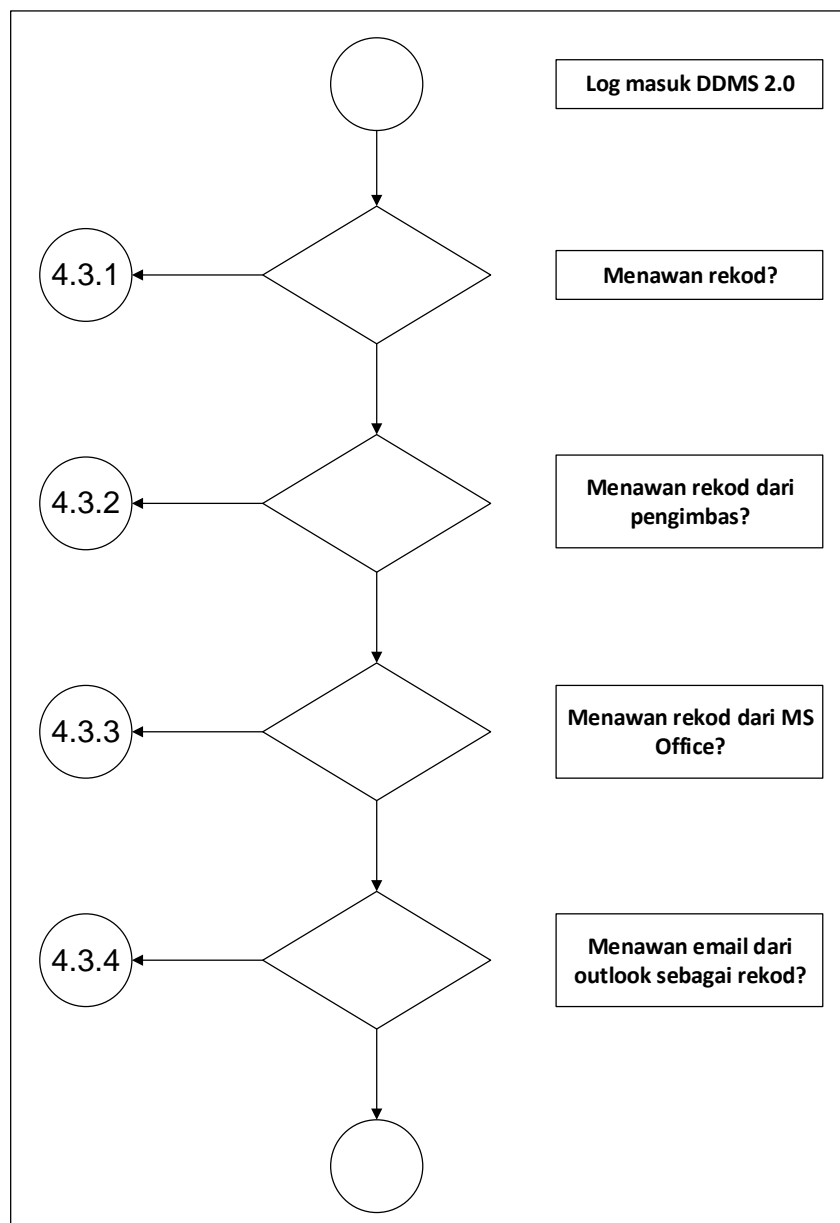 Log masuk DDMS 2.0
4.3.1
Menawan rekod?
4.3.2
Menawan rekod dari
pengimbas?
4.3.3
Menawan rekod dari MS
Office?
4.3.4
Menawan email dari
outlook sebagai rekod?